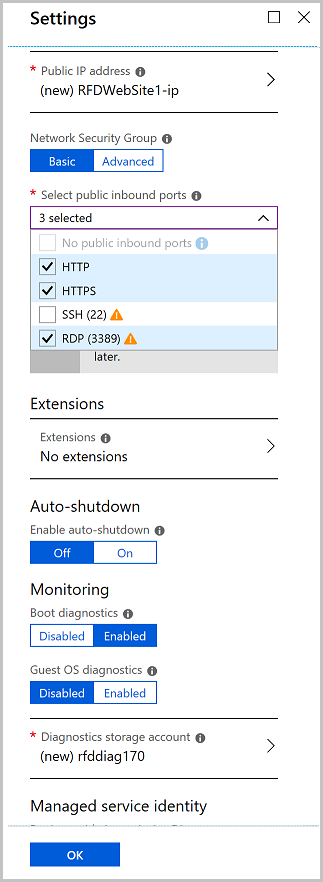 Settings
* Public IP address
(new) RFDWebSite1-ip
Network Security Group
Basic Advanced
* Select public inbound ports
3 selected
No public inbound ports
HTTP
HTTPS
SSH (22)
RDP (3389)
later.
Extensions
Extensions
No extensions
Auto-shutdown
Enable auto-shutdown
Off On
Monitoring
Boot diagnostics
Disabled Enabled
Guest OS diagnostics
Disabled Enabled
* Diagnostics storage account
(new) rfddiag170
Managed service identity
OK